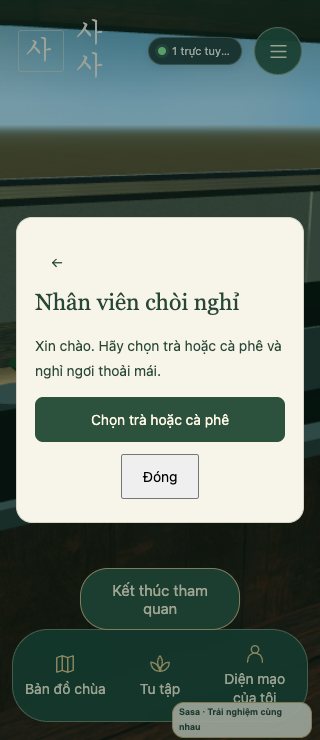 사
사
사
1 trực tuy...
←
Nhân viên chòi nghỉ
Xin chào. Hãy chọn trà hoặc cà phê và
nghỉ ngơi thoải mái.
Chọn trà hoặc cà phê
Đóng
Kết thúc tham
quan
Bản đồ chùa
Tu tập
Diện mạo
của tôi
Sasa · Trải nghiệm cùng
nhau